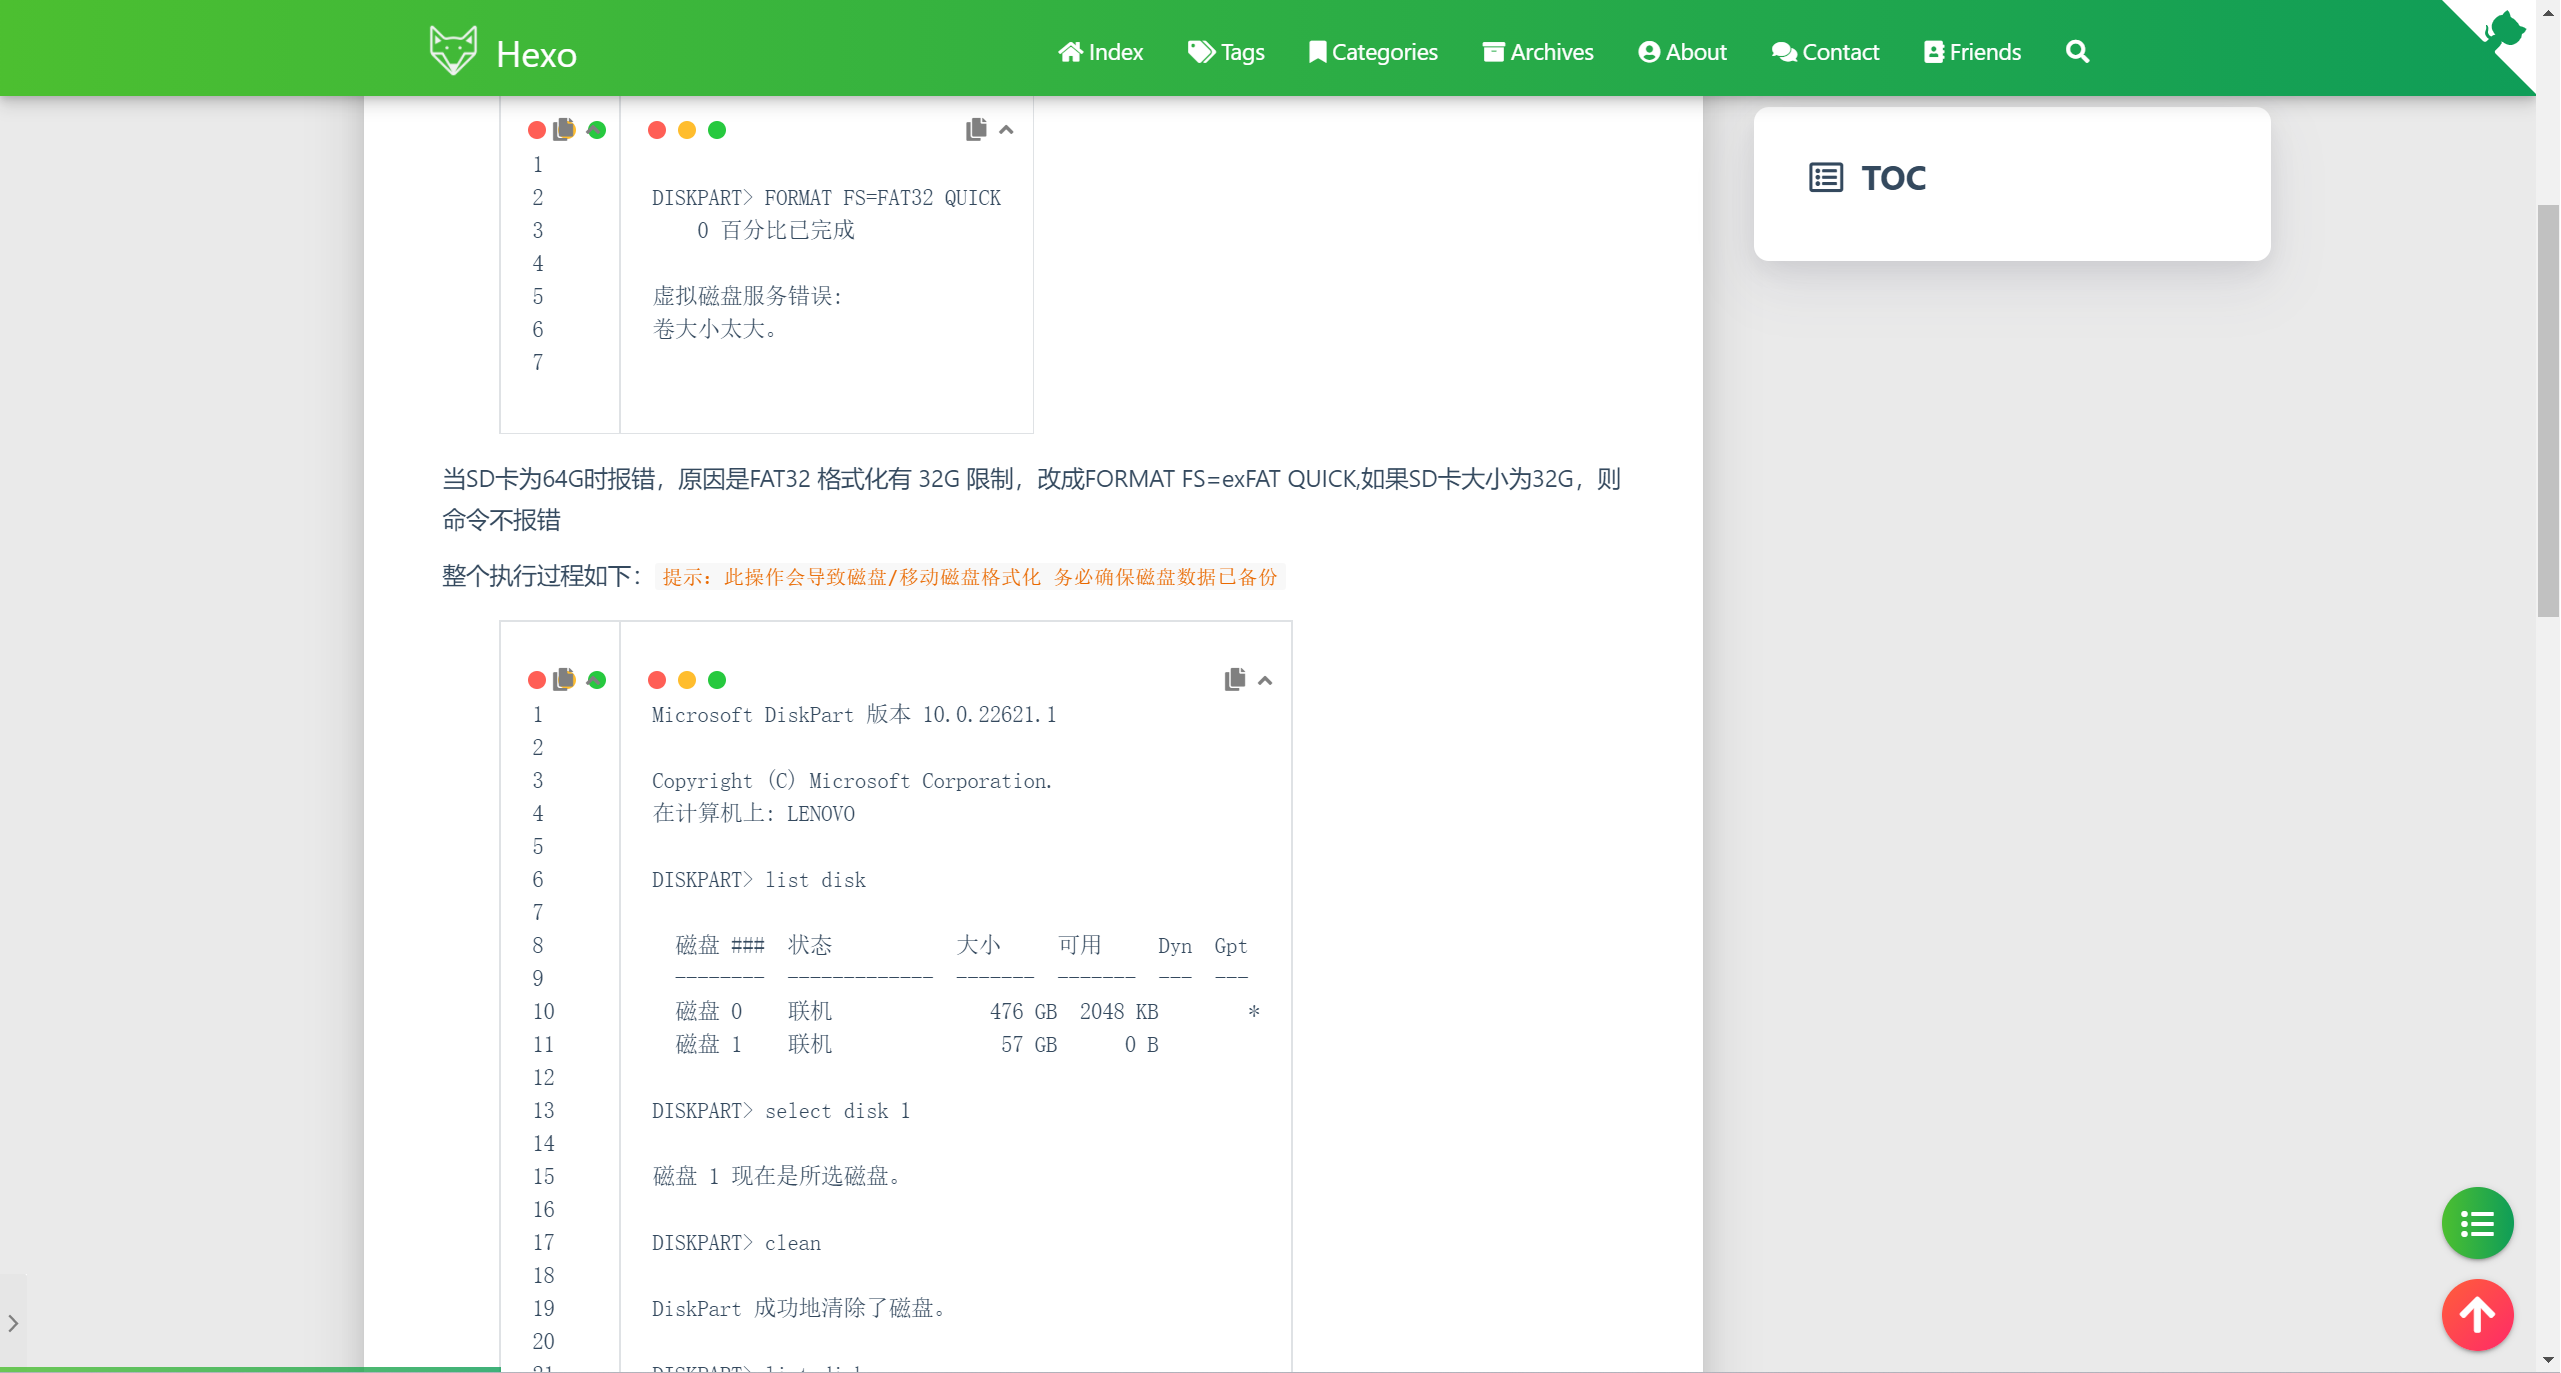 Hexo
Index
Tags
Categories
Archives
About
Contact
Friends
TOC
1
2 DISKPART> FORMAT FS=FAT32 QUICK
3 0 百分比已完成
4
5 虚拟磁盘服务错误:
6 卷大小太大。
7
当SD卡为64G时报错，原因是FAT32 格式化有 32G 限制，改成FORMAT FS=exFAT QUICK,如果SD卡大小为32G，则
命令不报错
整个执行过程如下：提示：此操作会导致磁盘/移动磁盘格式化 务必确保磁盘数据已备份
1 Microsoft DiskPart 版本 10.0.22621.1
2
3 Copyright (C) Microsoft Corporation.
4 在计算机上: LENOVO
5
6 DISKPART> list disk
7
8 磁盘 ### 状态 大小 可用 Dyn Gpt
9 -------- ------------- ------- ------- --- ---
10 磁盘 0 联机 476 GB 2048 KB *
11 磁盘 1 联机 57 GB 0 B
12
13 DISKPART> select disk 1
14
15 磁盘 1 现在是所选磁盘。
16
17 DISKPART> clean
18
19 DiskPart 成功地清除了磁盘。
20
21 DISKPART> list disk